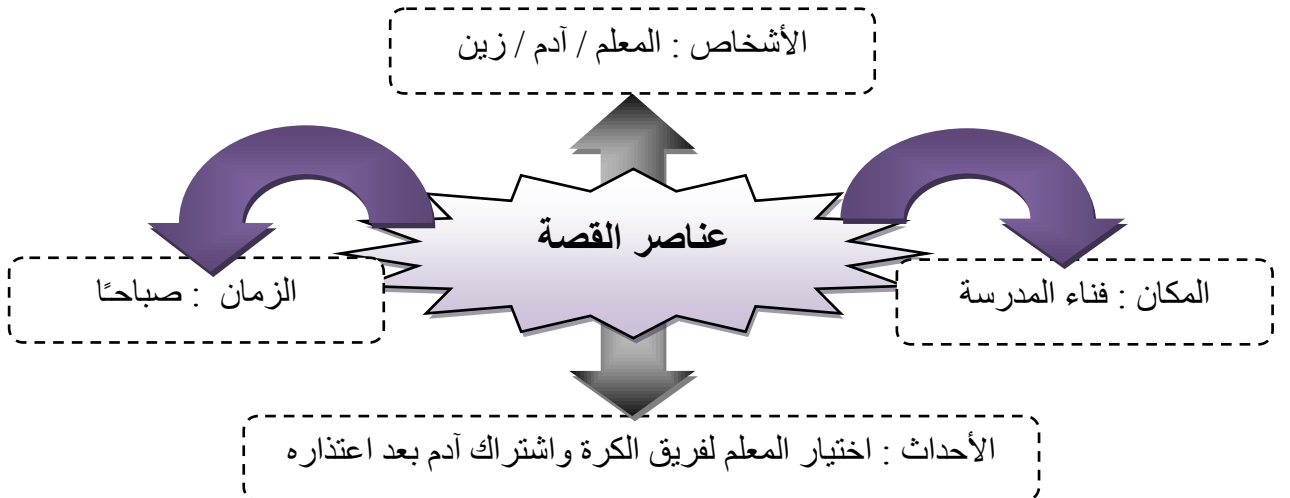 الأشخاص : المعلم / آدم / زين
عناصر القصة
المكان : فناء المدرسة
الزمان : صباحًا
الأحداث : اختيار المعلم لفريق الكرة واشتراك آدم بعد اعتذاره